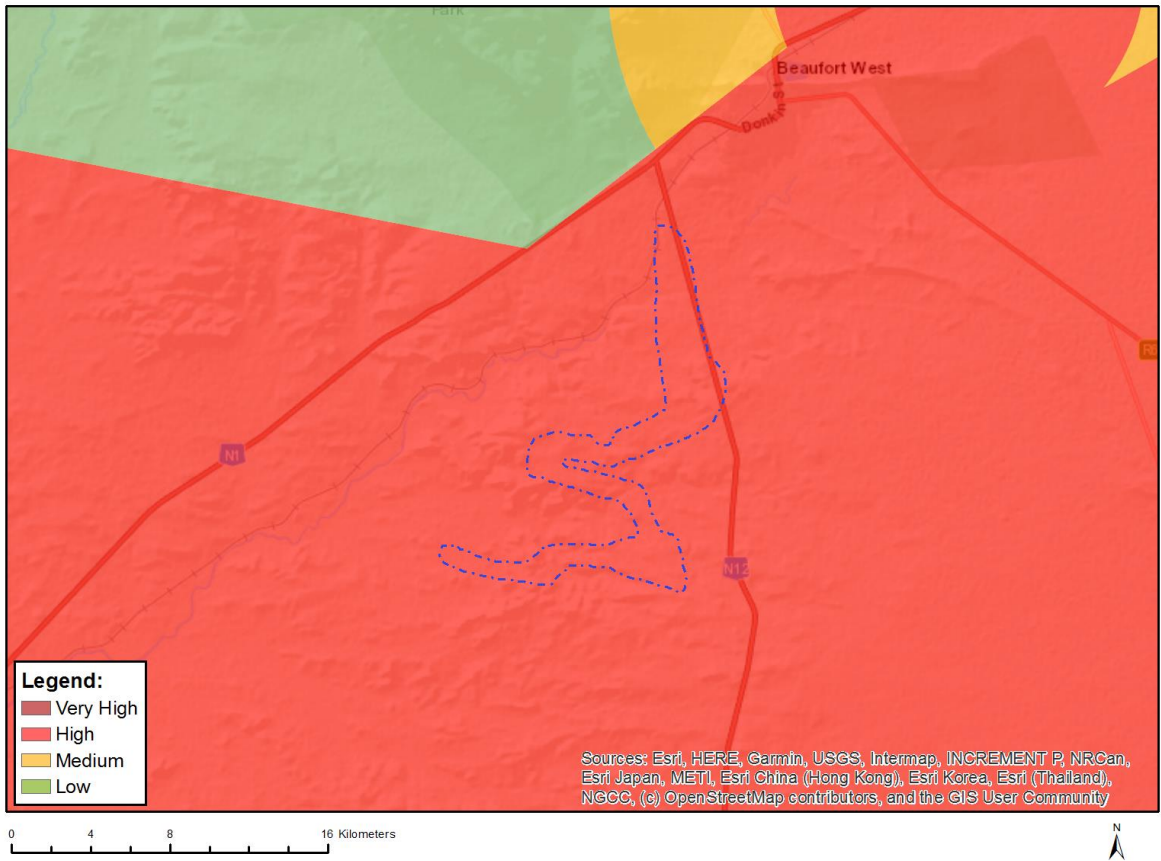 Park
Beaufort West
Donkin St
N1
N12
Legend:
Very High
High
Medium
Low
Sources: Esri, HERE, Garmin, USGS, Intermap, INCREMENT P, NRCan,
Esri Japan, METI, Esri China (Hong Kong), Esri Korea, Esri (Thailand),
NGCC, (c) OpenStreetMap contributors, and the GIS User Community
0 4 8 16 Kilometers
N